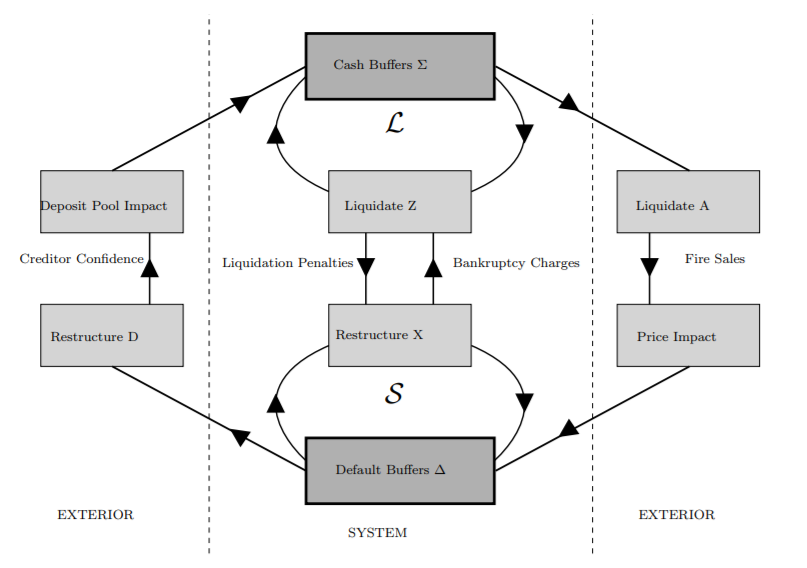 Cash Buffers Σ
ℒ
Deposit Pool Impact
Liquidate Z
Liquidate A
Creditor Confidence
Liquidation Penalties
Bankruptcy Charges
Fire Sales
Restructure D
Restructure X
Price Impact
𝒮
Default Buffers Δ
EXTERIOR
SYSTEM
EXTERIOR